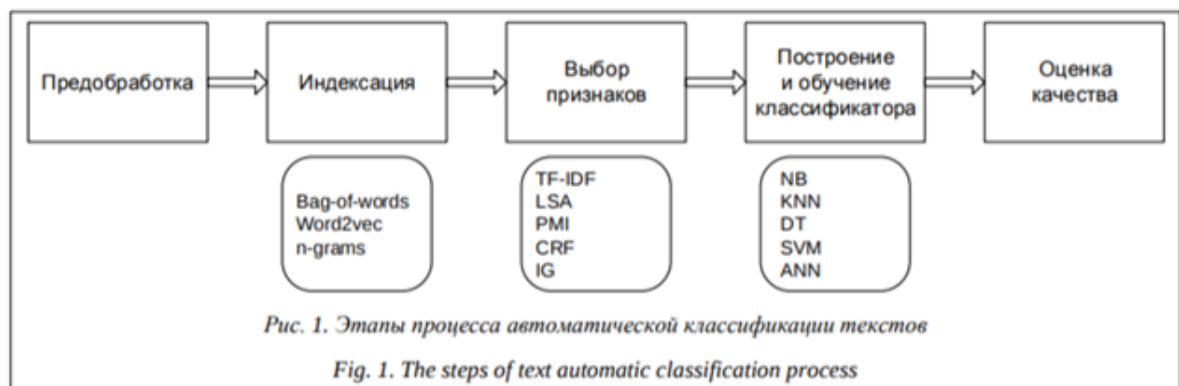 Предобработка
Индексация
Выбор
признаков
Построение
и обучение
классификатора
Оценка
качества
Bag-of-words
Word2vec
n-grams
TF-IDF
LSA
PMI
CRF
IG
NB
KNN
DT
SVM
ANN
Рис. 1. Этапы процесса автоматической классификации текстов
Fig. 1. The steps of text automatic classification process